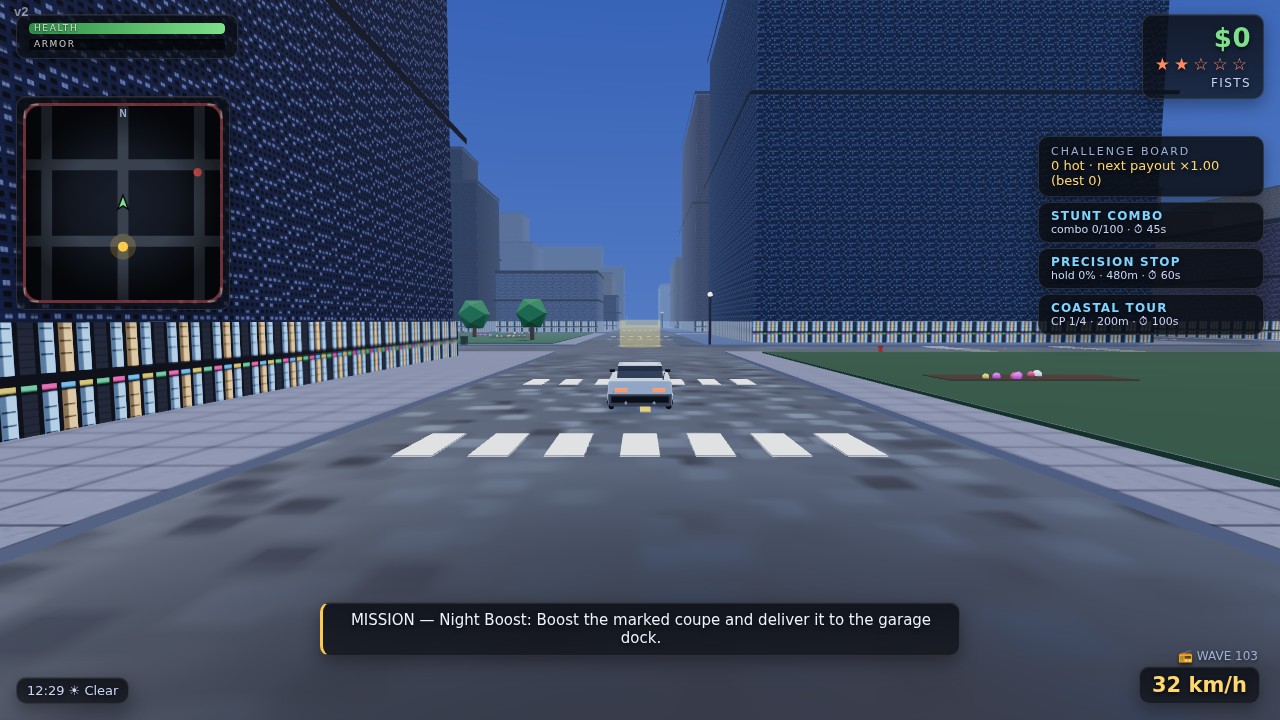 v2
HEALTH
ARMOR
N
$0
★ ★ ☆ ☆ ☆
FISTS
CHALLENGE BOARD
0 hot · next payout ×1.00
(best 0)
STUNT COMBO
combo 0/100 · ⏱ 45s
PRECISION STOP
hold 0% · 480m · ⏱ 60s
COASTAL TOUR
CP 1/4 · 200m · ⏱ 100s
MISSION — Night Boost: Boost the marked coupe and deliver it to the garage
dock.
12:29 ☀ Clear
📻 WAVE 103
32 km/h